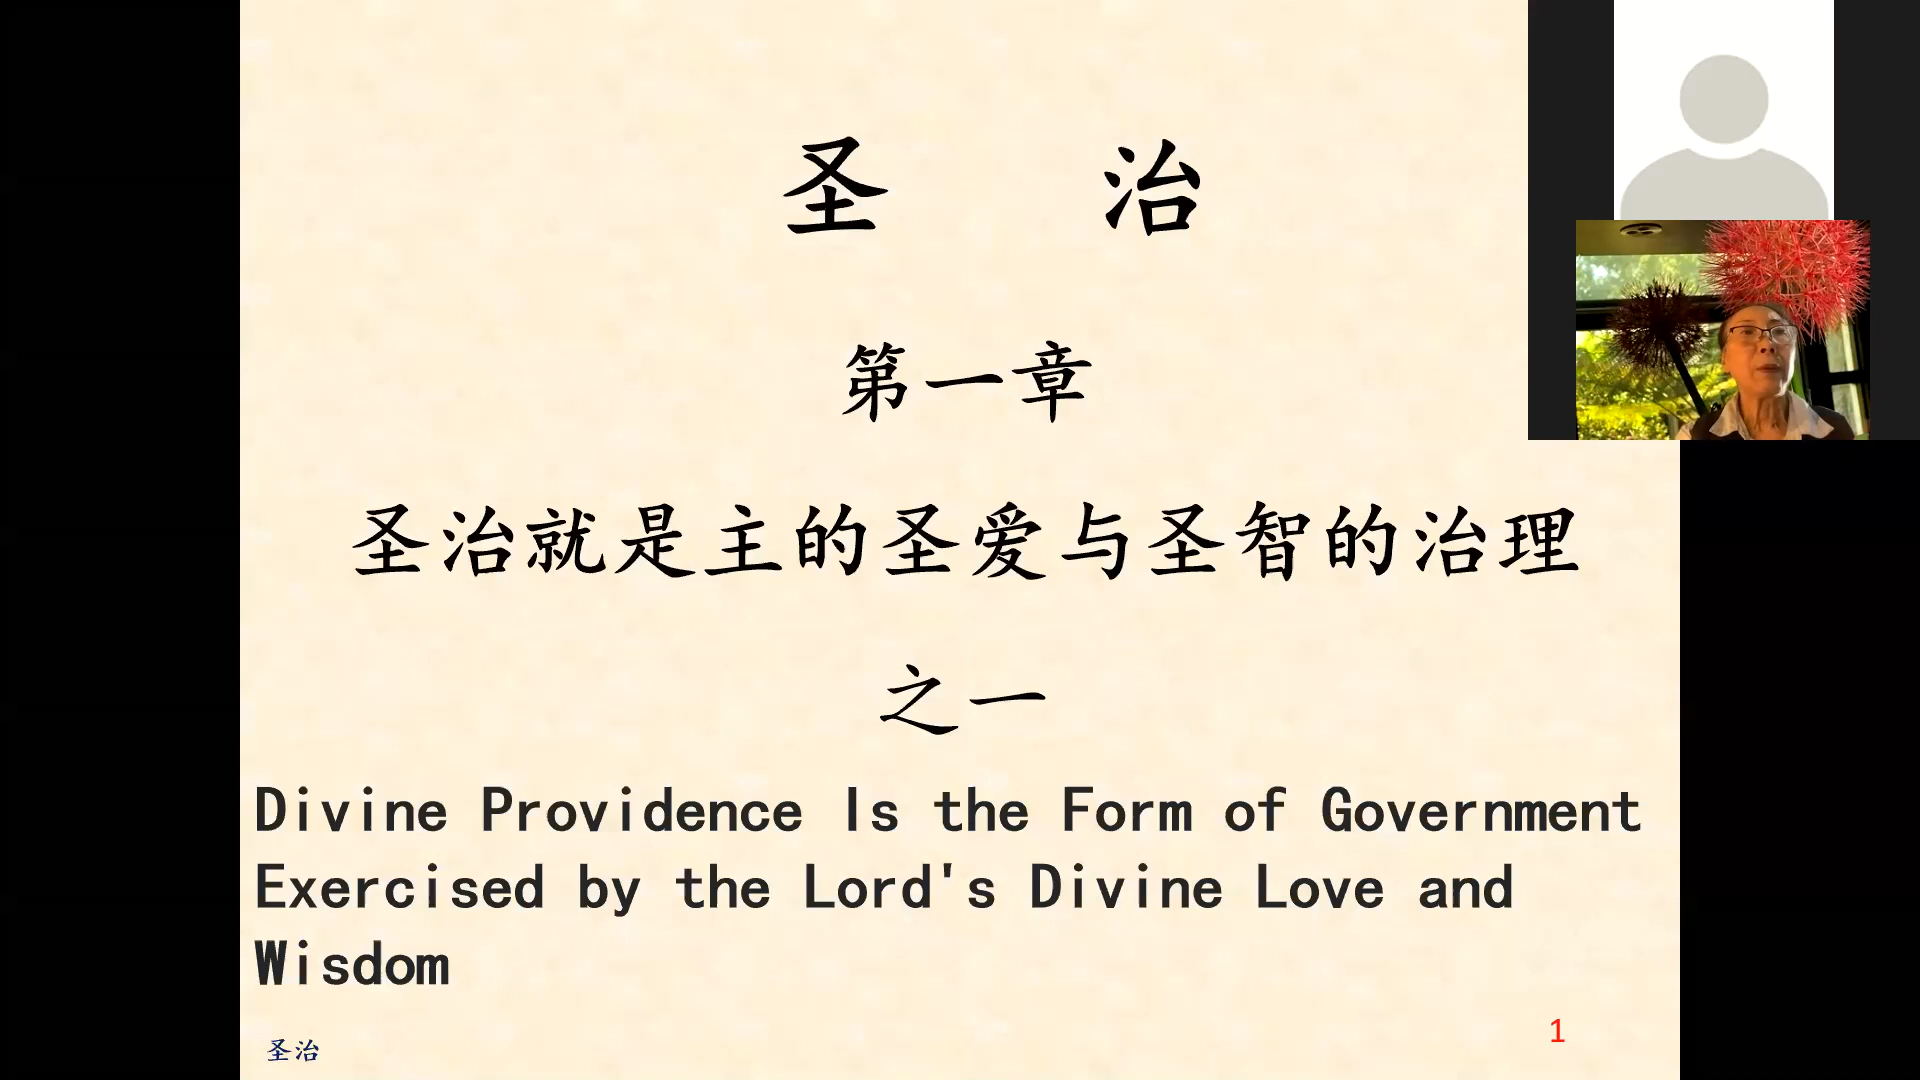 圣 治
第一章
圣治就是主的圣爱与圣智的治理
之一
Divine Providence Is the Form of Government
Exercised by the Lord's Divine Love and
Wisdom
圣治
1